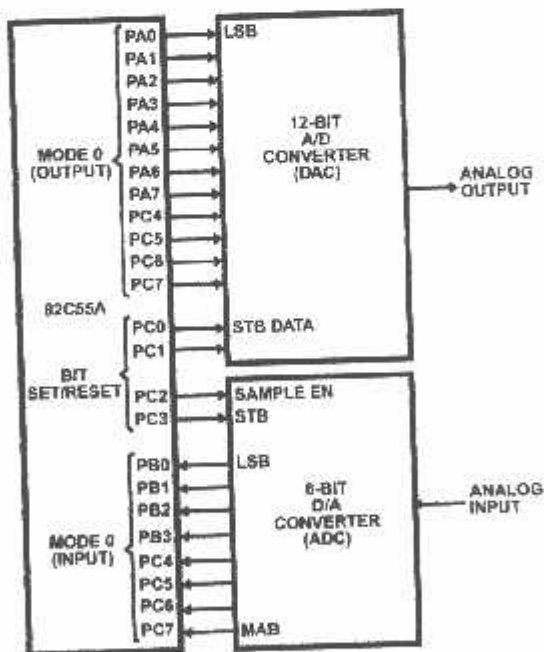 PA0
PA1
PA2
PA3
PA4
PA5
PA6
PA7
PC4
PC5
PC6
PC7
MODE 0
(OUTPUT)
LSB
12-BIT
A/D
CONVERTER
(DAC)
ANALOG
OUTPUT
82C55A
PC0
PC1
STB DATA
BIT
SET/RESET
PC2
PC3
SAMPLE EN
STB
PB0
PB1
PB2
PB3
PC4
PC5
PC6
PC7
MODE 0
(INPUT)
LSB
8-BIT
D/A
CONVERTER
(ADC)
MAB
ANALOG
INPUT